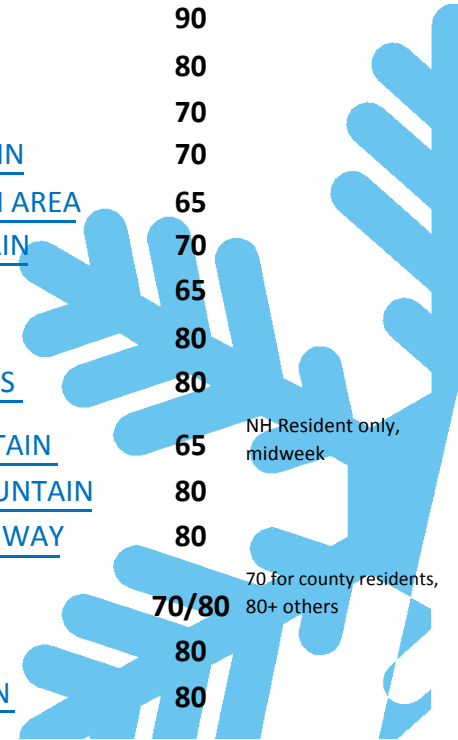 90
80
70
IN 70
AREA 65
AIN 70
65
80
S 80
TAIN 65 NH Resident only,
midweek
UNTAIN 80
WAY 80
70/80 70 for county residents,
80+ others
80
N 80